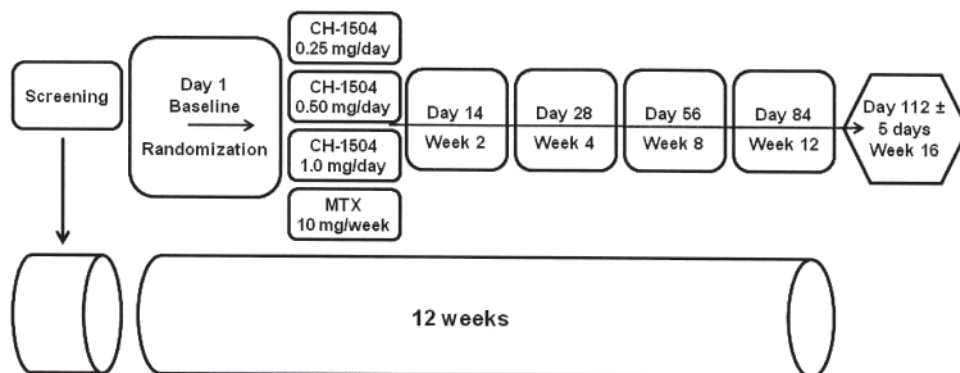 Screening
Day 1
Baseline
Randomization
CH-1504
0.25 mg/day
CH-1504
0.50 mg/day
CH-1504
1.0 mg/day
MTX
10 mg/week
Day 14
Week 2
Day 28
Week 4
Day 56
Week 8
Day 84
Week 12
Day 112 ±
5 days
Week 16
12 weeks